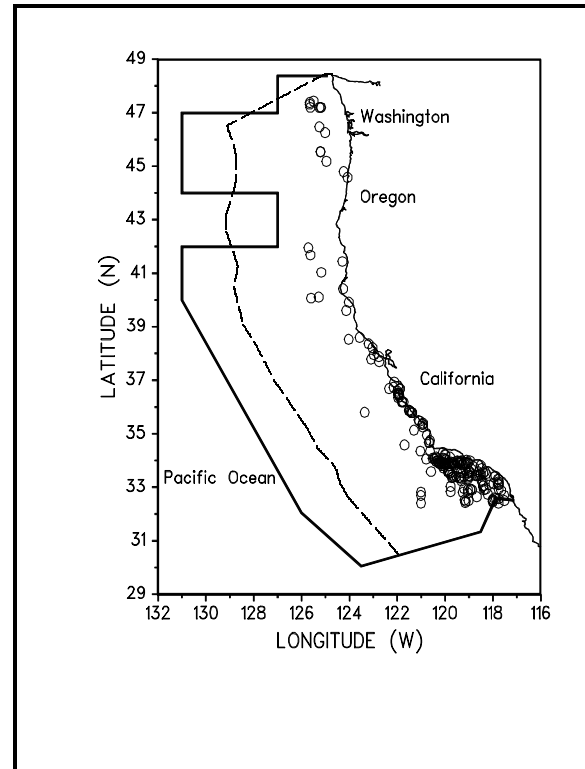 49
47
45
43
41
39
37
35
33
31
29
LATITUDE (N)
Washington
Oregon
California
Pacific Ocean
132 130 128 126 124 122 120 118 116
LONGITUDE (W)